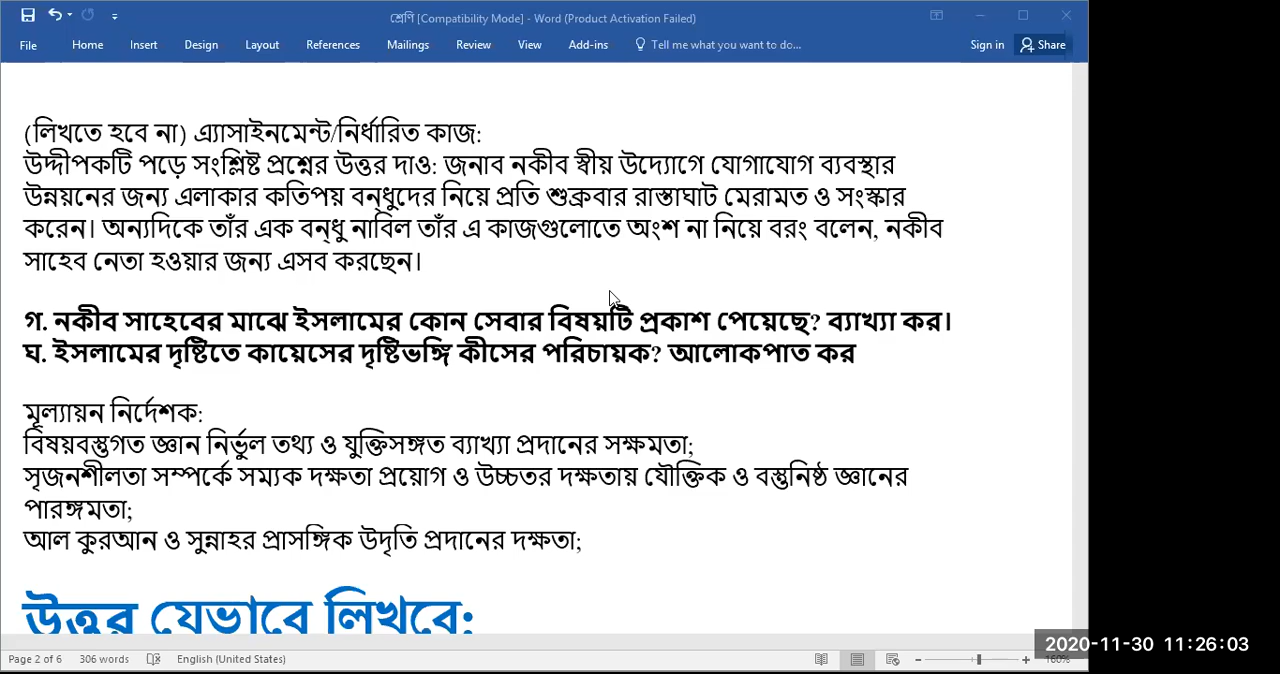 শ্রেণি [Compatibility Mode] - Word (Product Activation Failed)
File Home Insert Design Layout References Mailings Review View Add-ins Tell me what you want to do... Sign in Share
(লিখতে হবে না) এ্যাসাইনমেন্ট/নির্ধারিত কাজ:
উদ্দীপকটি পড়ে সংশ্লিষ্ট প্রশ্নের উত্তর দাও: জনাব নকীব স্বীয় উদ্যোগে যোগাযোগ ব্যবস্থার
উন্নয়নের জন্য এলাকার কতিপয় বন্ধুদের নিয়ে প্রতি শুক্রবার রাস্তাঘাট মেরামত ও সংস্কার
করেন। অন্যদিকে তাঁর এক বন্ধু নাবিল তাঁর এ কাজগুলোতে অংশ না নিয়ে বরং বলেন, নকীব
সাহেব নেতা হওয়ার জন্য এসব করছেন।
গ. নকীব সাহেবের মাঝে ইসলামের কোন সেবার বিষয়টি প্রকাশ পেয়েছে? ব্যাখ্যা কর।
ঘ. ইসলামের দৃষ্টিতে কায়েসের দৃষ্টিভঙ্গি কীসের পরিচায়ক? আলোকপাত কর
মূল্যায়ন নির্দেশক:
বিষয়বস্তুগত জ্ঞান নির্ভুল তথ্য ও যুক্তিসঙ্গত ব্যাখ্যা প্রদানের সক্ষমতা;
সৃজনশীলতা সম্পর্কে সম্যক দক্ষতা প্রয়োগ ও উচ্চতর দক্ষতায় যৌক্তিক ও বস্তুনিষ্ঠ জ্ঞানের
পারঙ্গমতা;
আল কুরআন ও সুন্নাহর প্রাসঙ্গিক উদৃতি প্রদানের দক্ষতা;
উত্তর যেভাবে লিখবে:
2020-11-30 11:26:03
Page 2 of 6 306 words English (United States) 160%